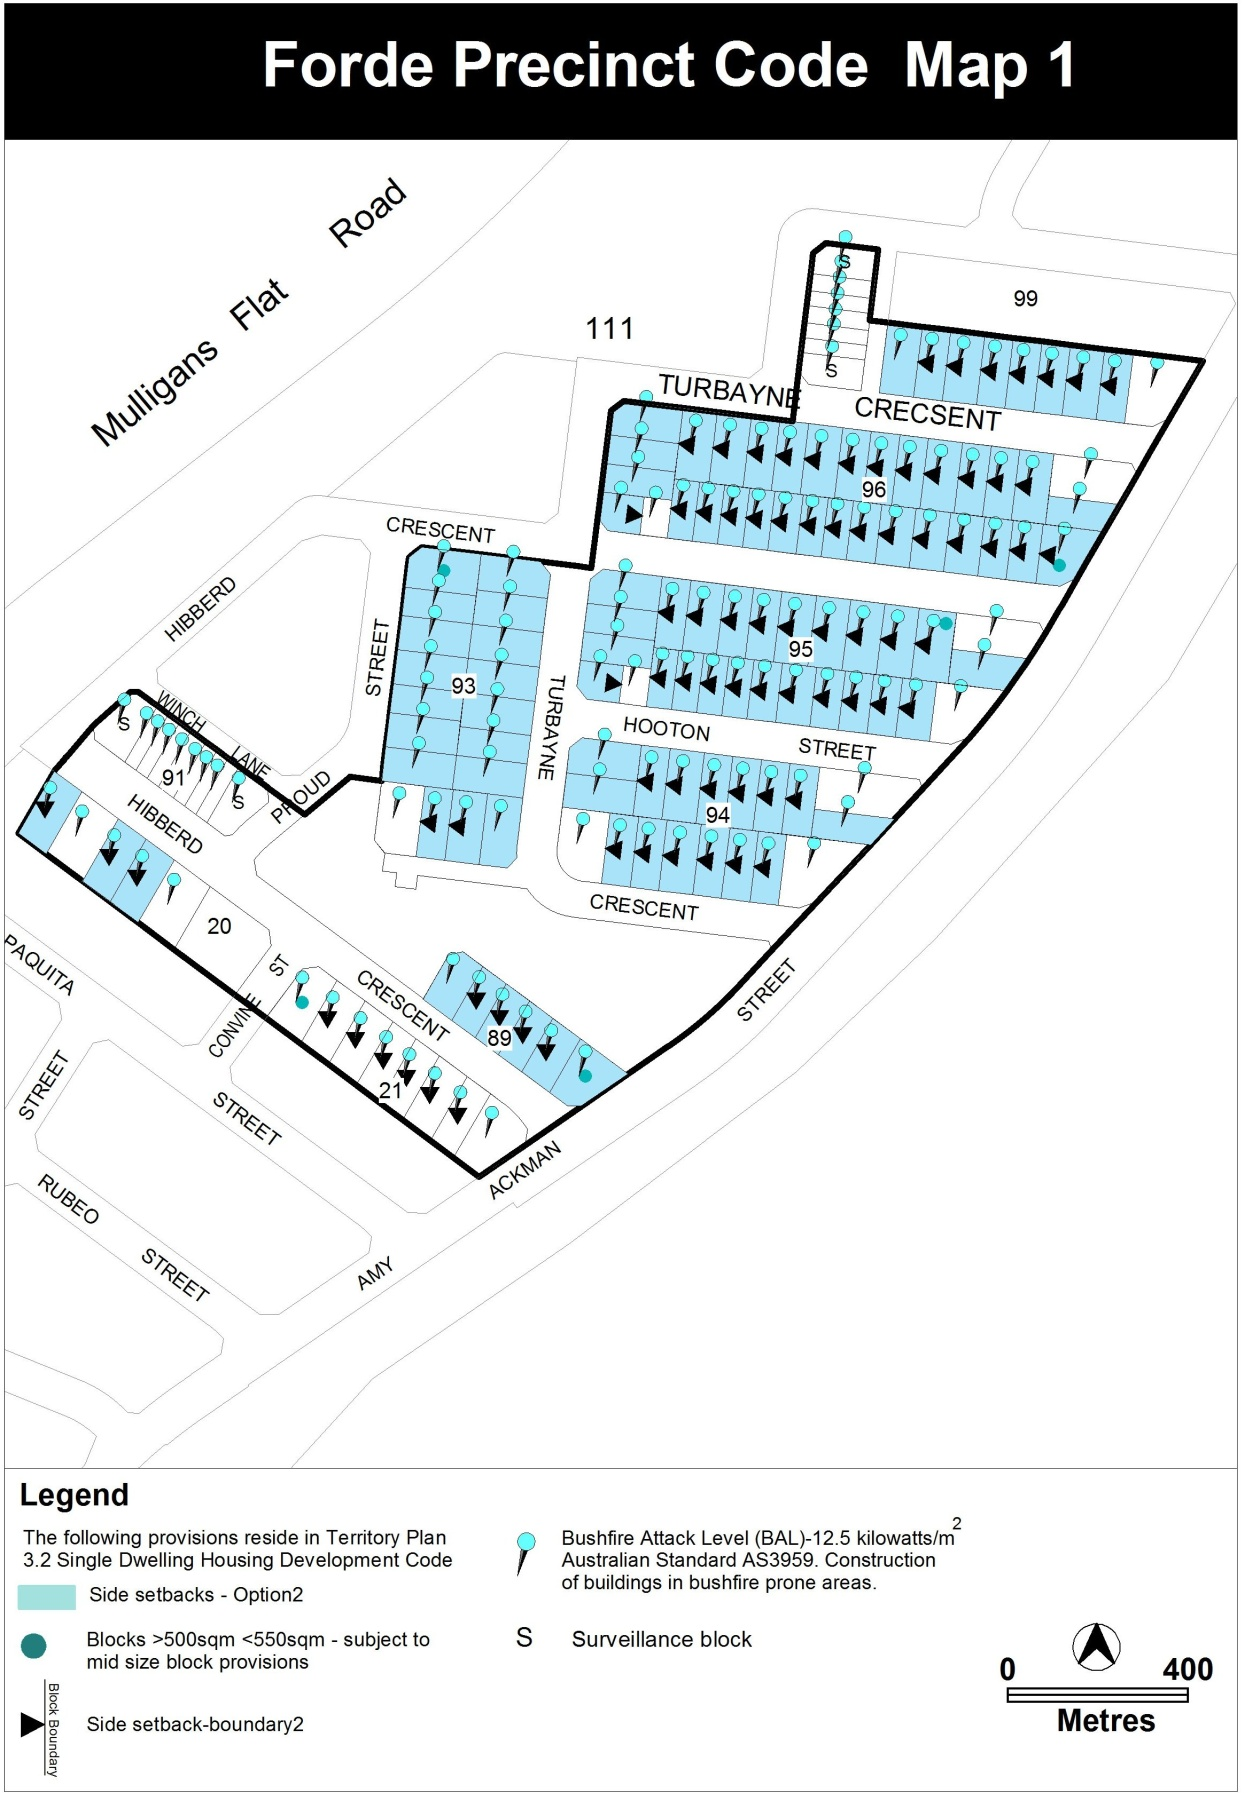 Forde Precinct Code Map 1
Mulligans Flat Road
111
99
S
S
TURBAYNE
CRECSENT
96
CRESCENT
HIBBERD
STREET
93
TURBAYNE
95
HOOTON
STREET
94
CRESCENT
WINCH
LANE
PROUD
S
91
S
HIBBERD
20
ST
CONVINE
CRESCENT
89
21
STREET
ACKMAN
AMY
PAQUITA
STREET
STREET
RUBEO
STREET
Legend
The following provisions reside in Territory Plan
3.2 Single Dwelling Housing Development Code
Side setbacks - Option2
Blocks >500sqm <550sqm - subject to
mid size block provisions
Block Boundary
Side setback-boundary2
Bushfire Attack Level (BAL)-12.5 kilowatts/m²
Australian Standard AS3959. Construction
of buildings in bushfire prone areas.
S Surveillance block
0 400
Metres